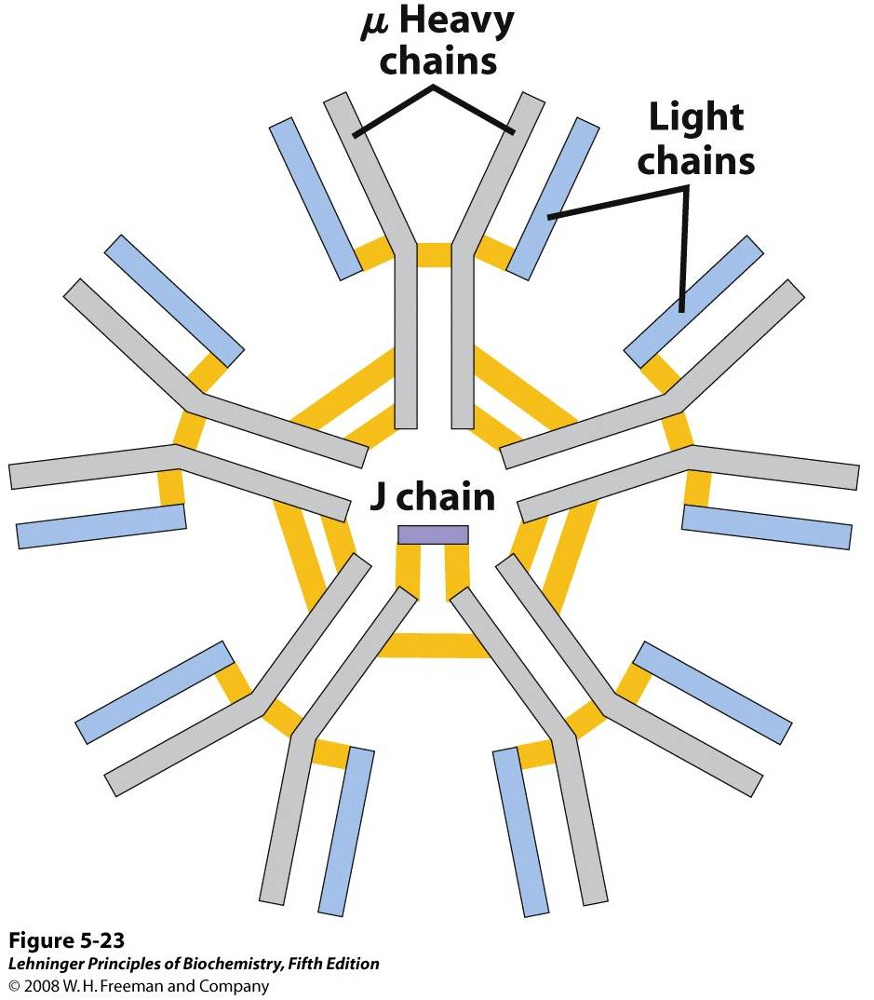 μ Heavy
chains
Light
chains
J chain
Figure 5-23
Lehninger Principles of Biochemistry, Fifth Edition
© 2008 W. H. Freeman and Company